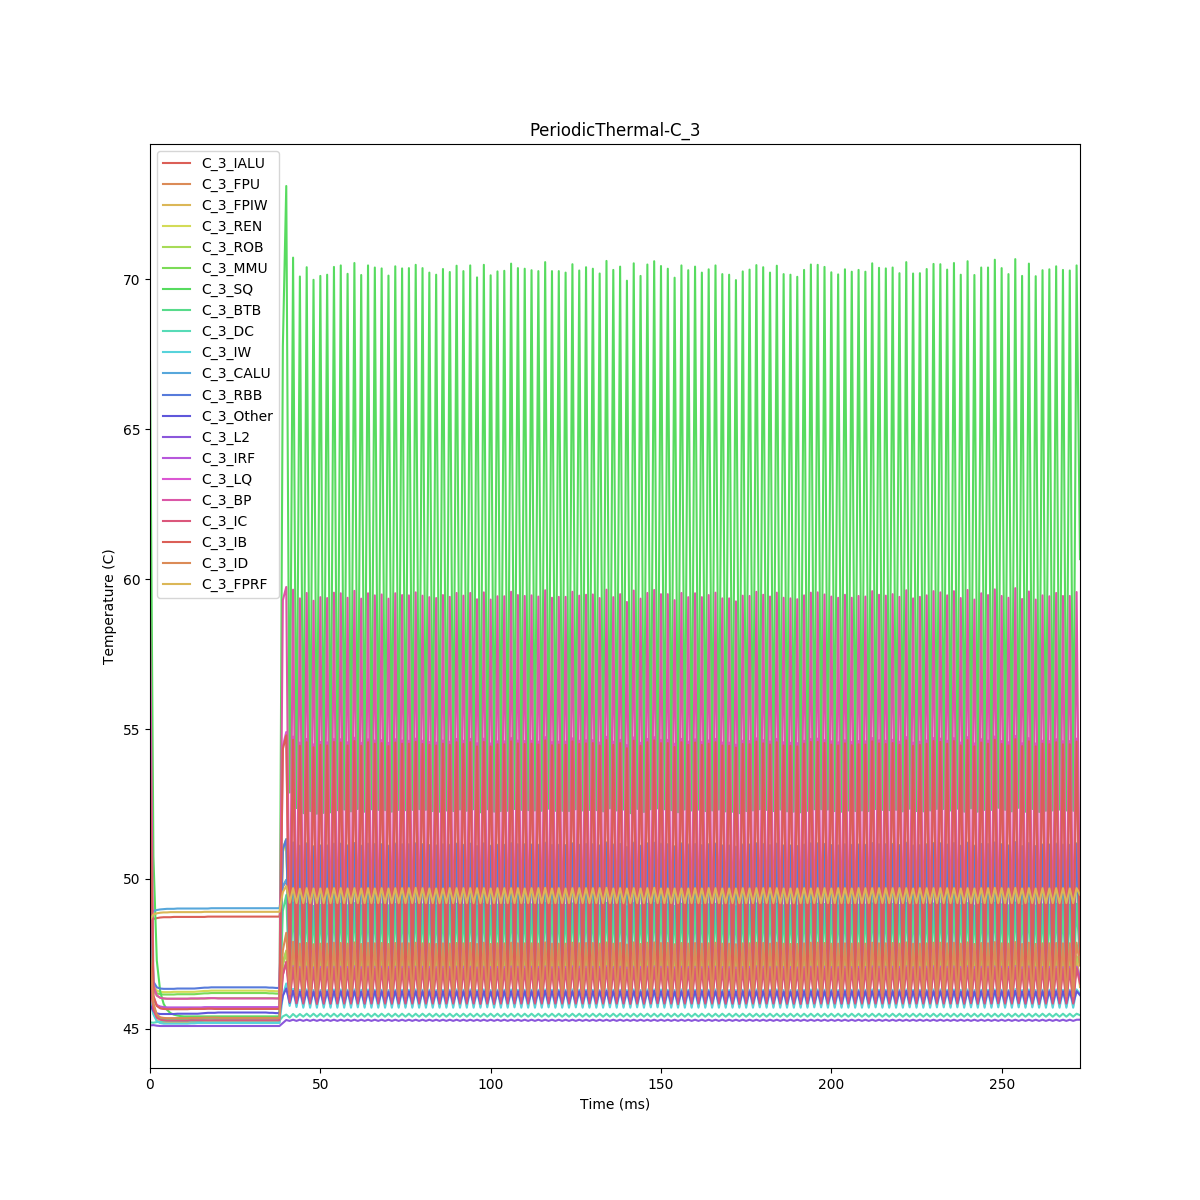 PeriodicThermal-C_3
C_3_IALU
C_3_FPU
C_3_FPIW
C_3_REN
C_3_ROB
C_3_MMU
C_3_SQ
C_3_BTB
C_3_DC
C_3_IW
C_3_CALU
C_3_RBB
C_3_Other
C_3_L2
C_3_IRF
C_3_LQ
C_3_BP
C_3_IC
C_3_IB
C_3_ID
C_3_FPRF
70
65
60
55
50
45
Temperature (C)
0 50 100 150 200 250
Time (ms)